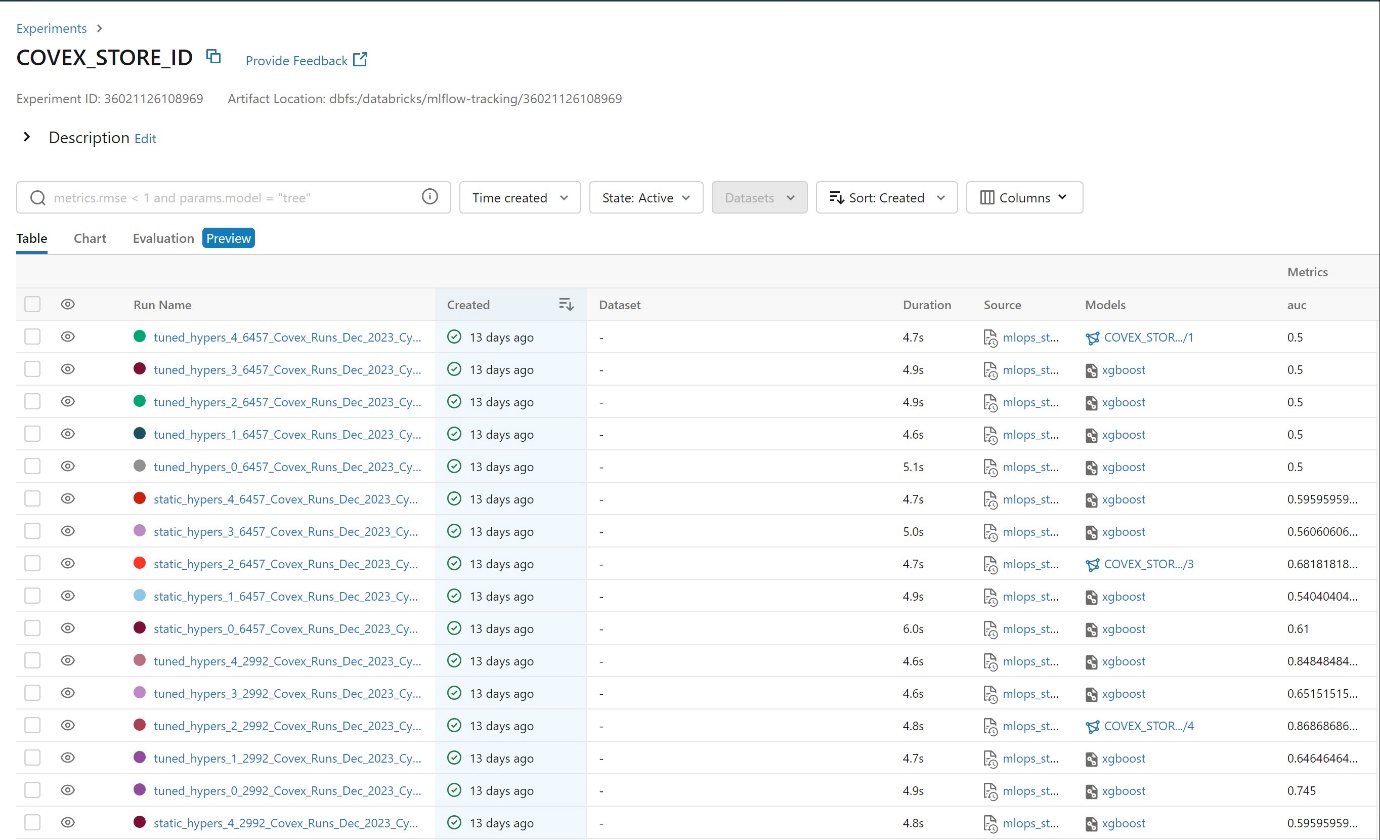 Experiments
COVEX_STORE_ID Provide Feedback
Experiment ID: 36021126108969 Artifact Location: dbfs:/databricks/mlflow-tracking/36021126108969
Description Edit
metrics.rmse < 1 and params.model = "tree" Time created State: Active Datasets Sort: Created Columns
Table Chart Evaluation Preview
Metrics
Run Name Created Dataset Duration Source Models auc
tuned_hypers_4_6457_Covex_Runs_Dec_2023_Cy... 13 days ago - 4.7s mlops_st... COVEX_STOR.../1 0.5
tuned_hypers_3_6457_Covex_Runs_Dec_2023_Cy... 13 days ago - 4.9s mlops_st... xgboost 0.5
tuned_hypers_2_6457_Covex_Runs_Dec_2023_Cy... 13 days ago - 4.9s mlops_st... xgboost 0.5
tuned_hypers_1_6457_Covex_Runs_Dec_2023_Cy... 13 days ago - 4.6s mlops_st... xgboost 0.5
tuned_hypers_0_6457_Covex_Runs_Dec_2023_Cy... 13 days ago - 5.1s mlops_st... xgboost 0.5
static_hypers_4_6457_Covex_Runs_Dec_2023_Cy... 13 days ago - 4.7s mlops_st... xgboost 0.59595959...
static_hypers_3_6457_Covex_Runs_Dec_2023_Cy... 13 days ago - 5.0s mlops_st... xgboost 0.56060606...
static_hypers_2_6457_Covex_Runs_Dec_2023_Cy... 13 days ago - 4.7s mlops_st... COVEX_STOR.../3 0.68181818...
static_hypers_1_6457_Covex_Runs_Dec_2023_Cy... 13 days ago - 4.9s mlops_st... xgboost 0.54040404...
static_hypers_0_6457_Covex_Runs_Dec_2023_Cy... 13 days ago - 6.0s mlops_st... xgboost 0.61
tuned_hypers_4_2992_Covex_Runs_Dec_2023_Cy... 13 days ago - 4.6s mlops_st... xgboost 0.84848484...
tuned_hypers_3_2992_Covex_Runs_Dec_2023_Cy... 13 days ago - 4.6s mlops_st... xgboost 0.65151515...
tuned_hypers_2_2992_Covex_Runs_Dec_2023_Cy... 13 days ago - 4.8s mlops_st... COVEX_STOR.../4 0.86868686...
tuned_hypers_1_2992_Covex_Runs_Dec_2023_Cy... 13 days ago - 4.7s mlops_st... xgboost 0.64646464...
tuned_hypers_0_2992_Covex_Runs_Dec_2023_Cy... 13 days ago - 4.9s mlops_st... xgboost 0.745
static_hypers_4_2992_Covex_Runs_Dec_2023_Cy... 13 days ago - 4.8s mlops_st... xgboost 0.59595959...